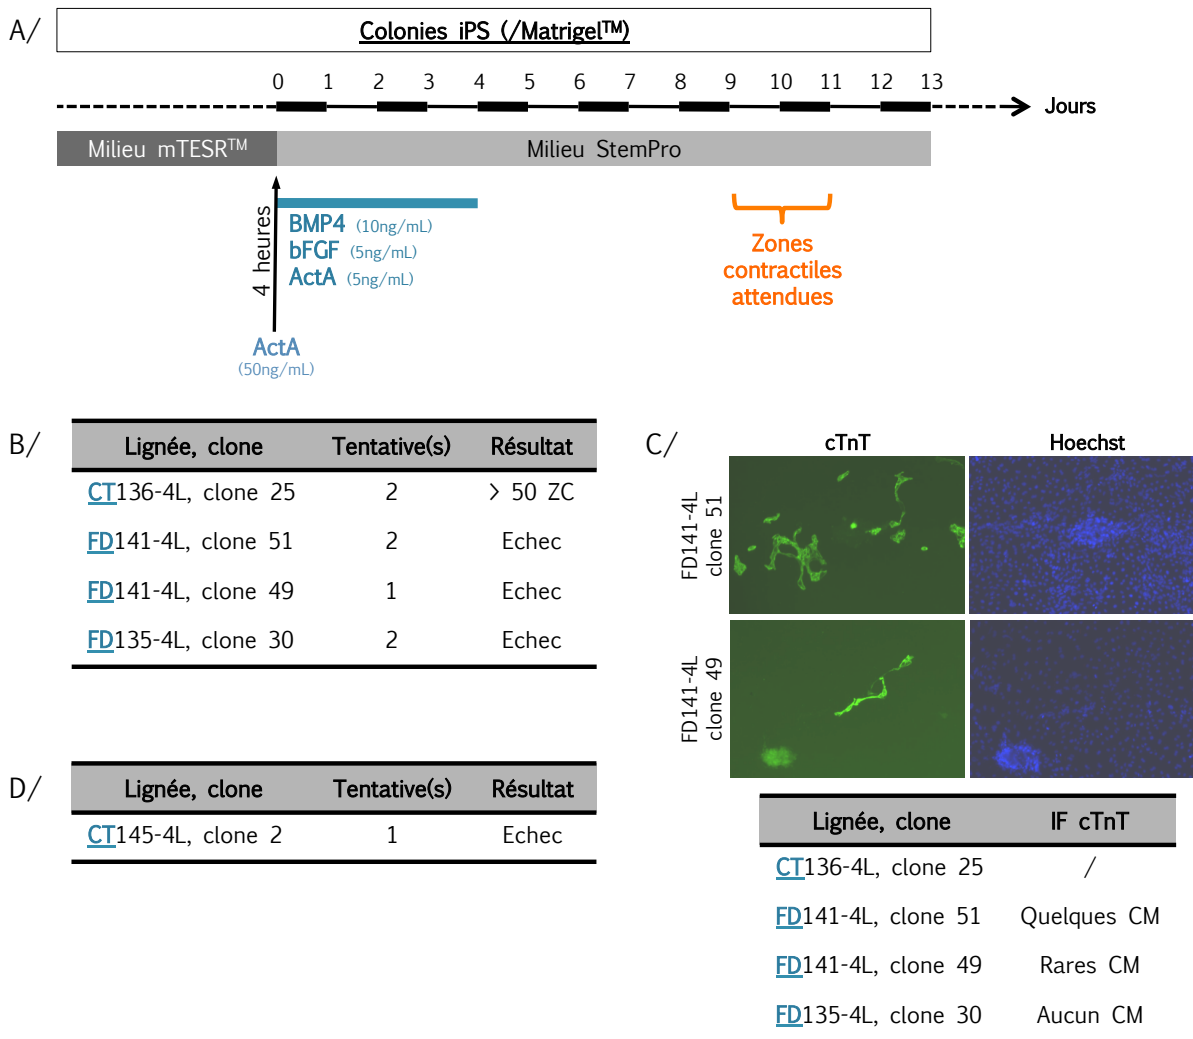 A/
Colonies iPS (/Matrigel™)
0 1 2 3 4 5 6 7 8 9 10 11 12 13
Jours
Milieu mTESR™
Milieu StemPro
4 heures
BMP4 (10ng/mL)
bFGF (5ng/mL)
ActA (5ng/mL)
Zones
contractiles
attendues
ActA
(50ng/mL)
B/
Lignée, clone Tentative(s) Résultat
CT136-4L, clone 25 2 > 50 ZC
FD141-4L, clone 51 2 Echec
FD141-4L, clone 49 1 Echec
FD135-4L, clone 30 2 Echec
C/
cTnT Hoechst
FD141-4L
clone 51
FD141-4L
clone 49
Lignée, clone IF cTnT
CT136-4L, clone 25 /
FD141-4L, clone 51 Quelques CM
FD141-4L, clone 49 Rares CM
FD135-4L, clone 30 Aucun CM
D/
Lignée, clone Tentative(s) Résultat
CT145-4L, clone 2 1 Echec